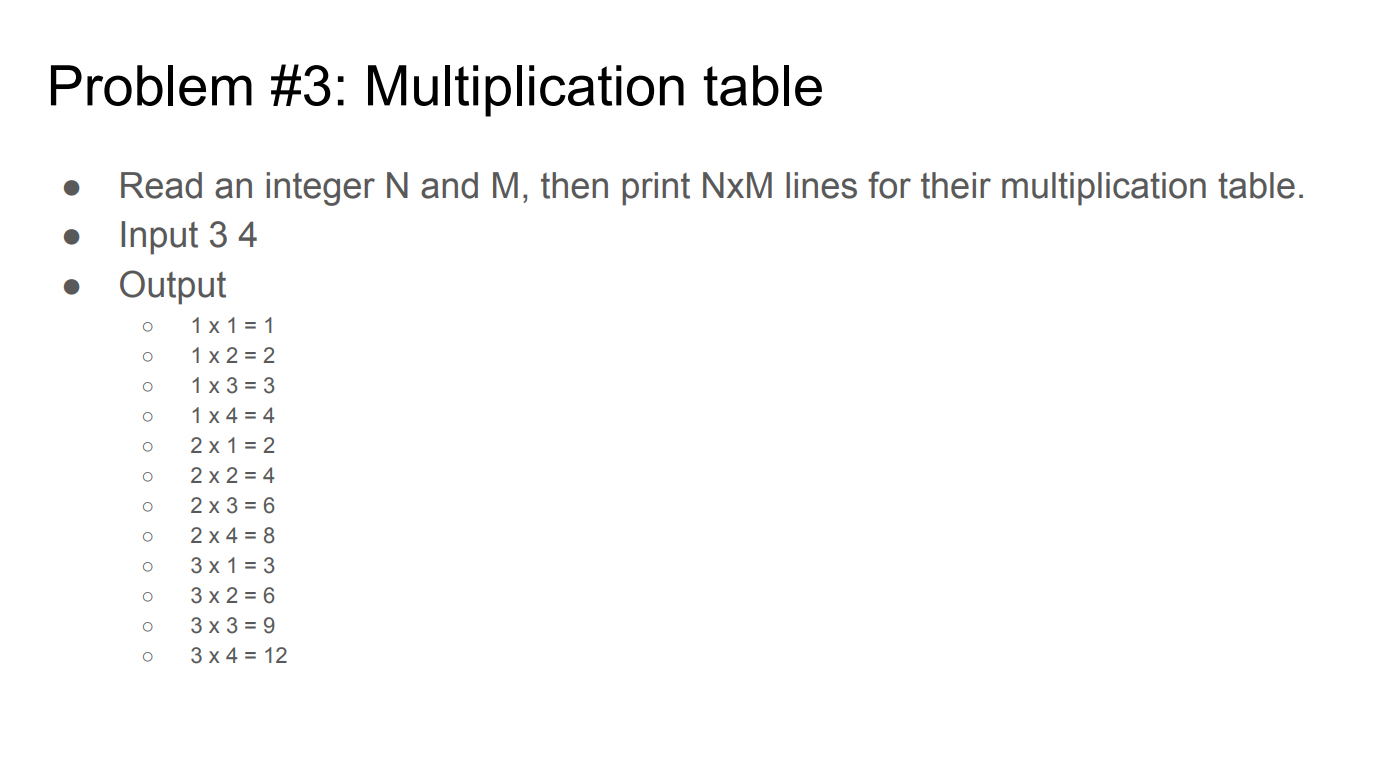 Problem #3: Multiplication table
● Read an integer N and M, then print NxM lines for their multiplication table.
● Input 3 4
● Output
○ 1 x 1 = 1
○ 1 x 2 = 2
○ 1 x 3 = 3
○ 1 x 4 = 4
○ 2 x 1 = 2
○ 2 x 2 = 4
○ 2 x 3 = 6
○ 2 x 4 = 8
○ 3 x 1 = 3
○ 3 x 2 = 6
○ 3 x 3 = 9
○ 3 x 4 = 12